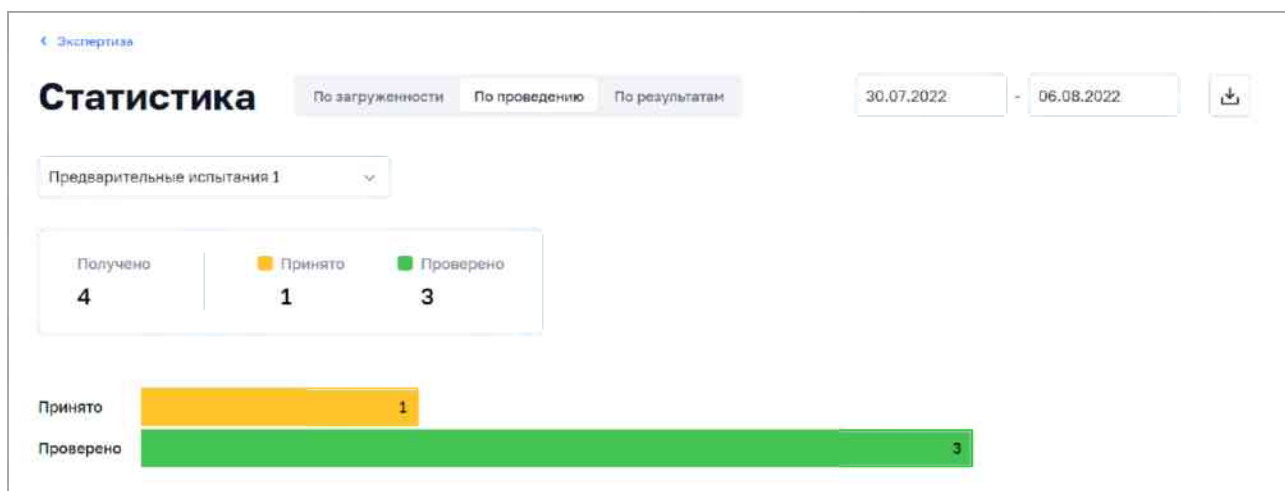 Экспертиза
Статистика
По загруженности По проведению По результатам
30.07.2022 - 06.08.2022
Предварительные испытания 1
Получено Принято Проверено
4 1 3
Принято 1
Проверено 3